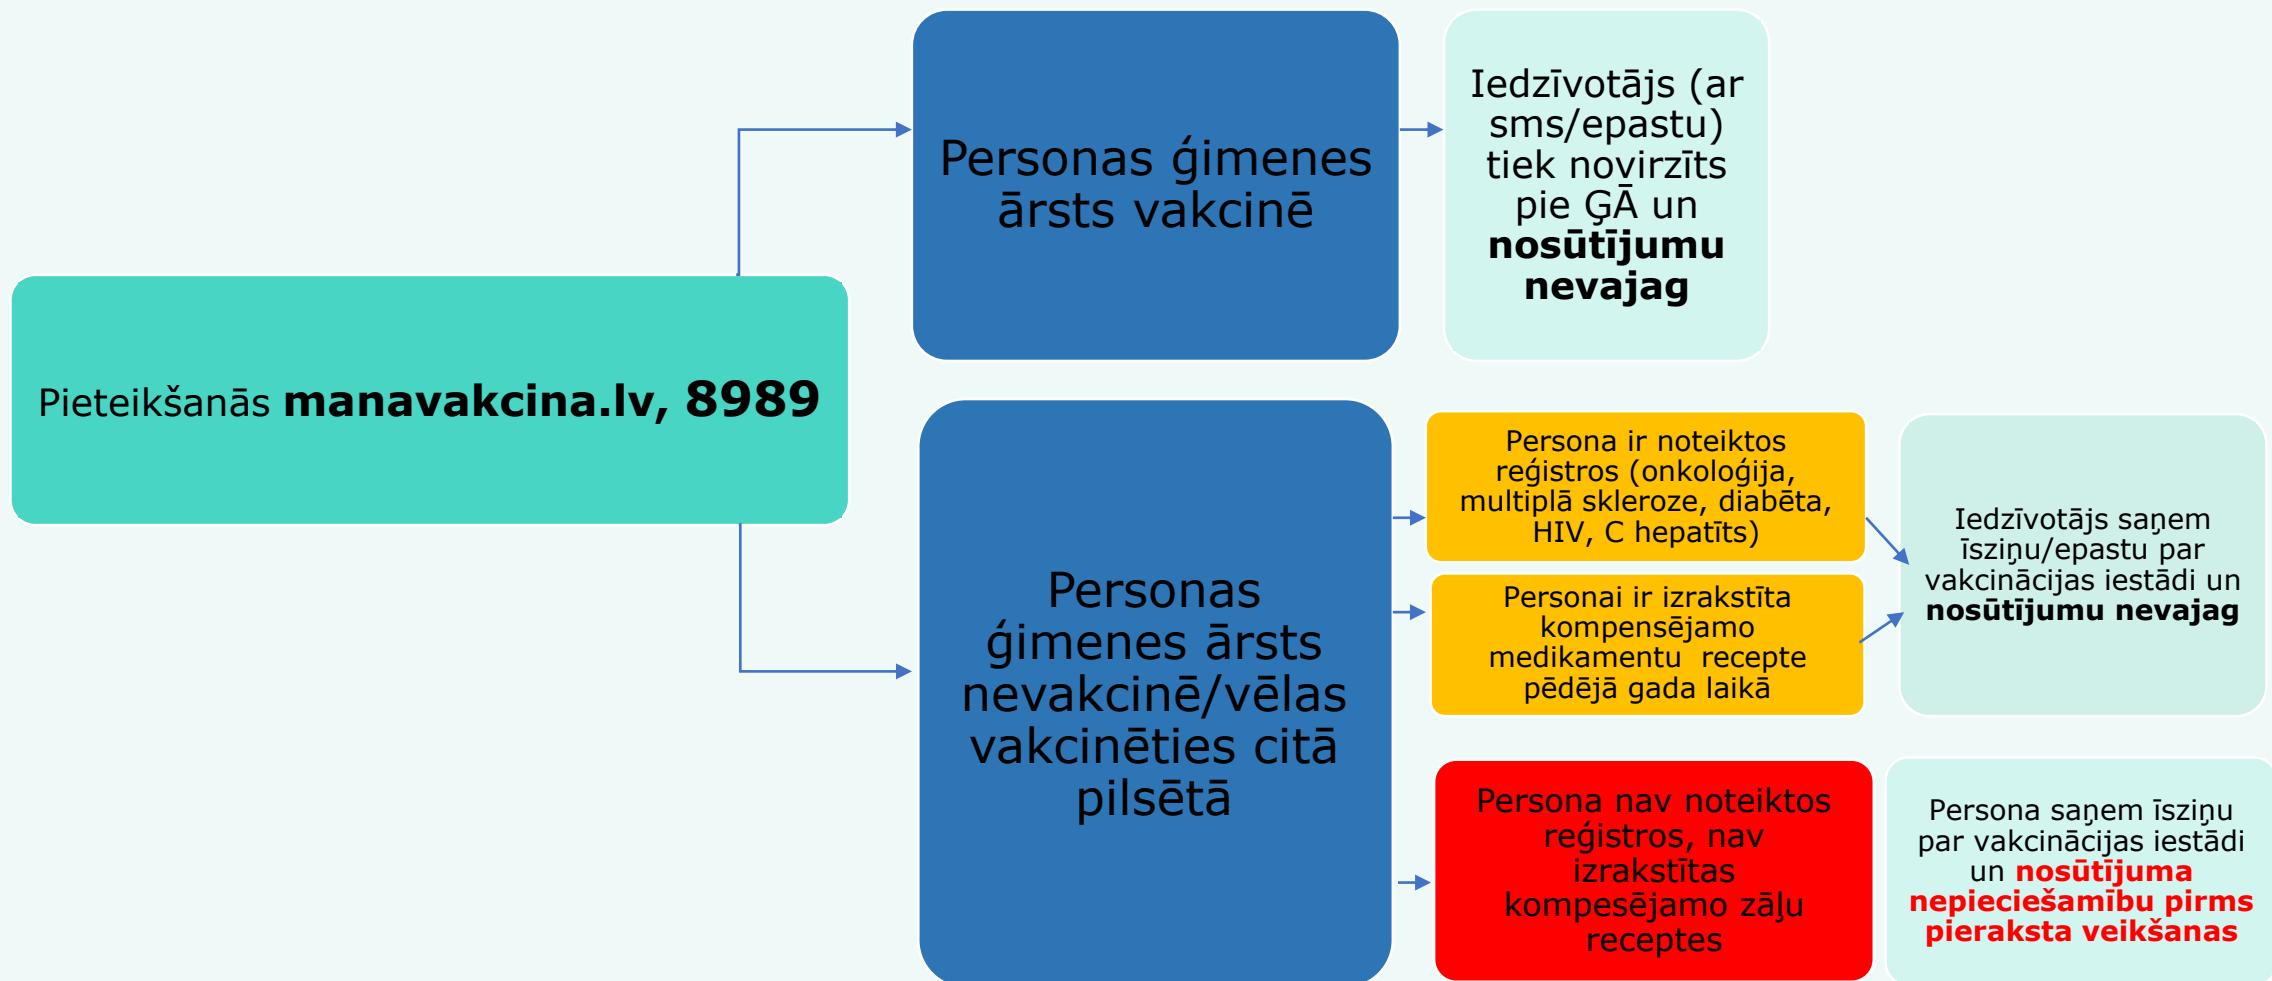 Pieteikšanās manavakcina.lv, 8989
Personas ģimenes
ārsts vakcinē
Iedzīvotājs (ar
sms/epastu)
tiek novirzīts
pie ĢĀ un
nosūtījumu
nevajag
Personas
ģimenes ārsts
nevakcinē/vēlas
vakcinēties citā
pilsētā
Persona ir noteiktos
reģistros (onkoloģija,
multiplā skleroze, diabēta,
HIV, C hepatīts)
Personai ir izrakstīta
kompensējamo
medikamentu recepte
pēdējā gada laikā
Iedzīvotājs saņem
īsziņu/epastu par
vakcinācijas iestādi un
nosūtījumu nevajag
Persona nav noteiktos
reģistros, nav
izrakstītas
kompesējamo zāļu
receptes
Persona saņem īsziņu
par vakcinācijas iestādi
un nosūtījuma
nepieciešamību pirms
pieraksta veikšanas